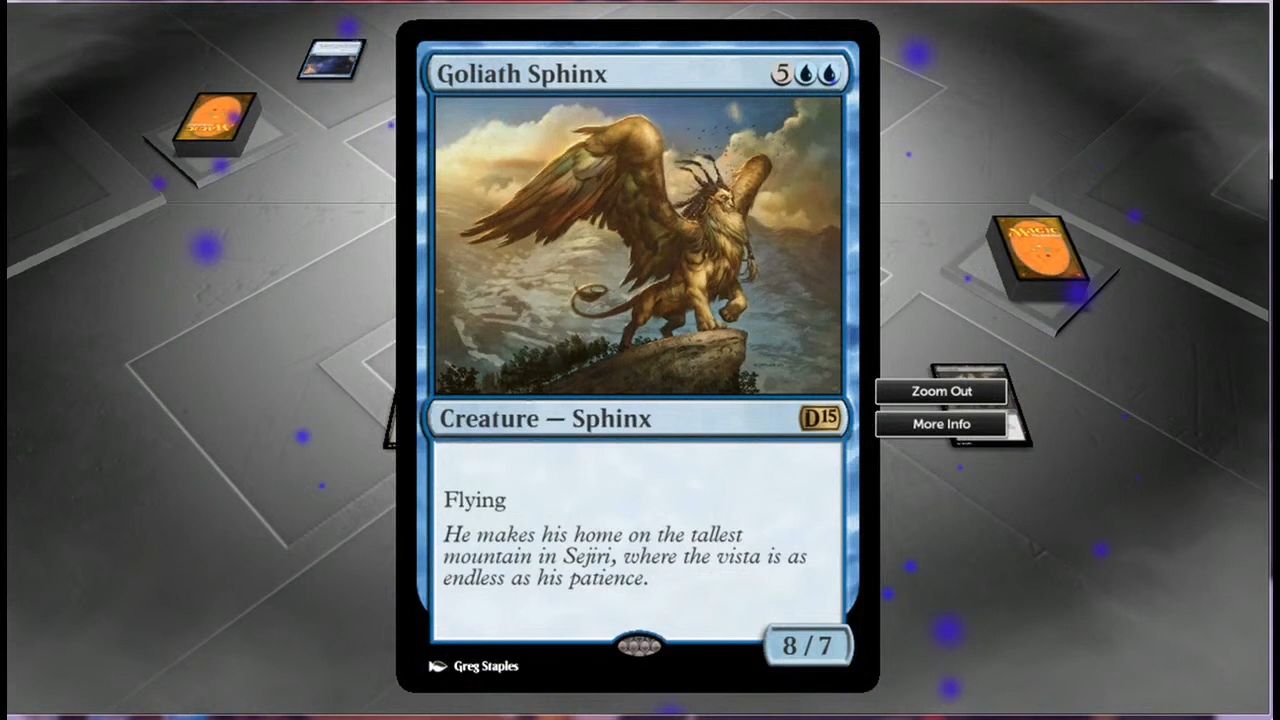 Goliath Sphinx
5
Creature — Sphinx
D15
Flying
He makes his home on the tallest
mountain in Sejiri, where the vista is as
endless as his patience.
8 / 7
Greg Staples
MAGIC
Zoom Out
More Info